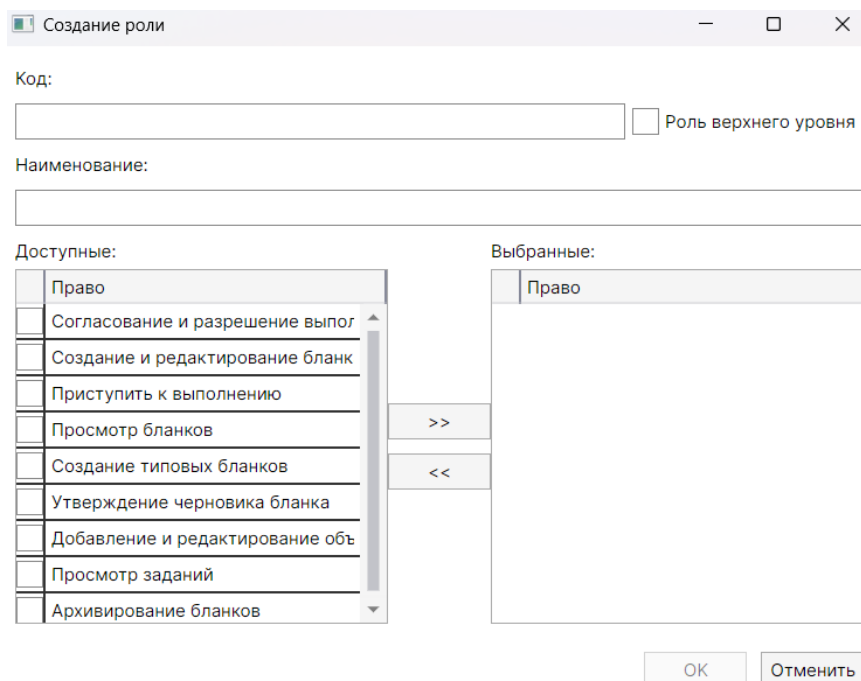 Создание роли
Код:
Роль верхнего уровня
Наименование:
Доступные:
Выбранные:
Право
Право
Согласование и разрешение выпол
Создание и редактирование бланк
Приступить к выполнению
Просмотр бланков
>>
Создание типовых бланков
<<
Утверждение черновика бланка
Добавление и редактирование объ
Просмотр заданий
Архивирование бланков
OK
Отменить